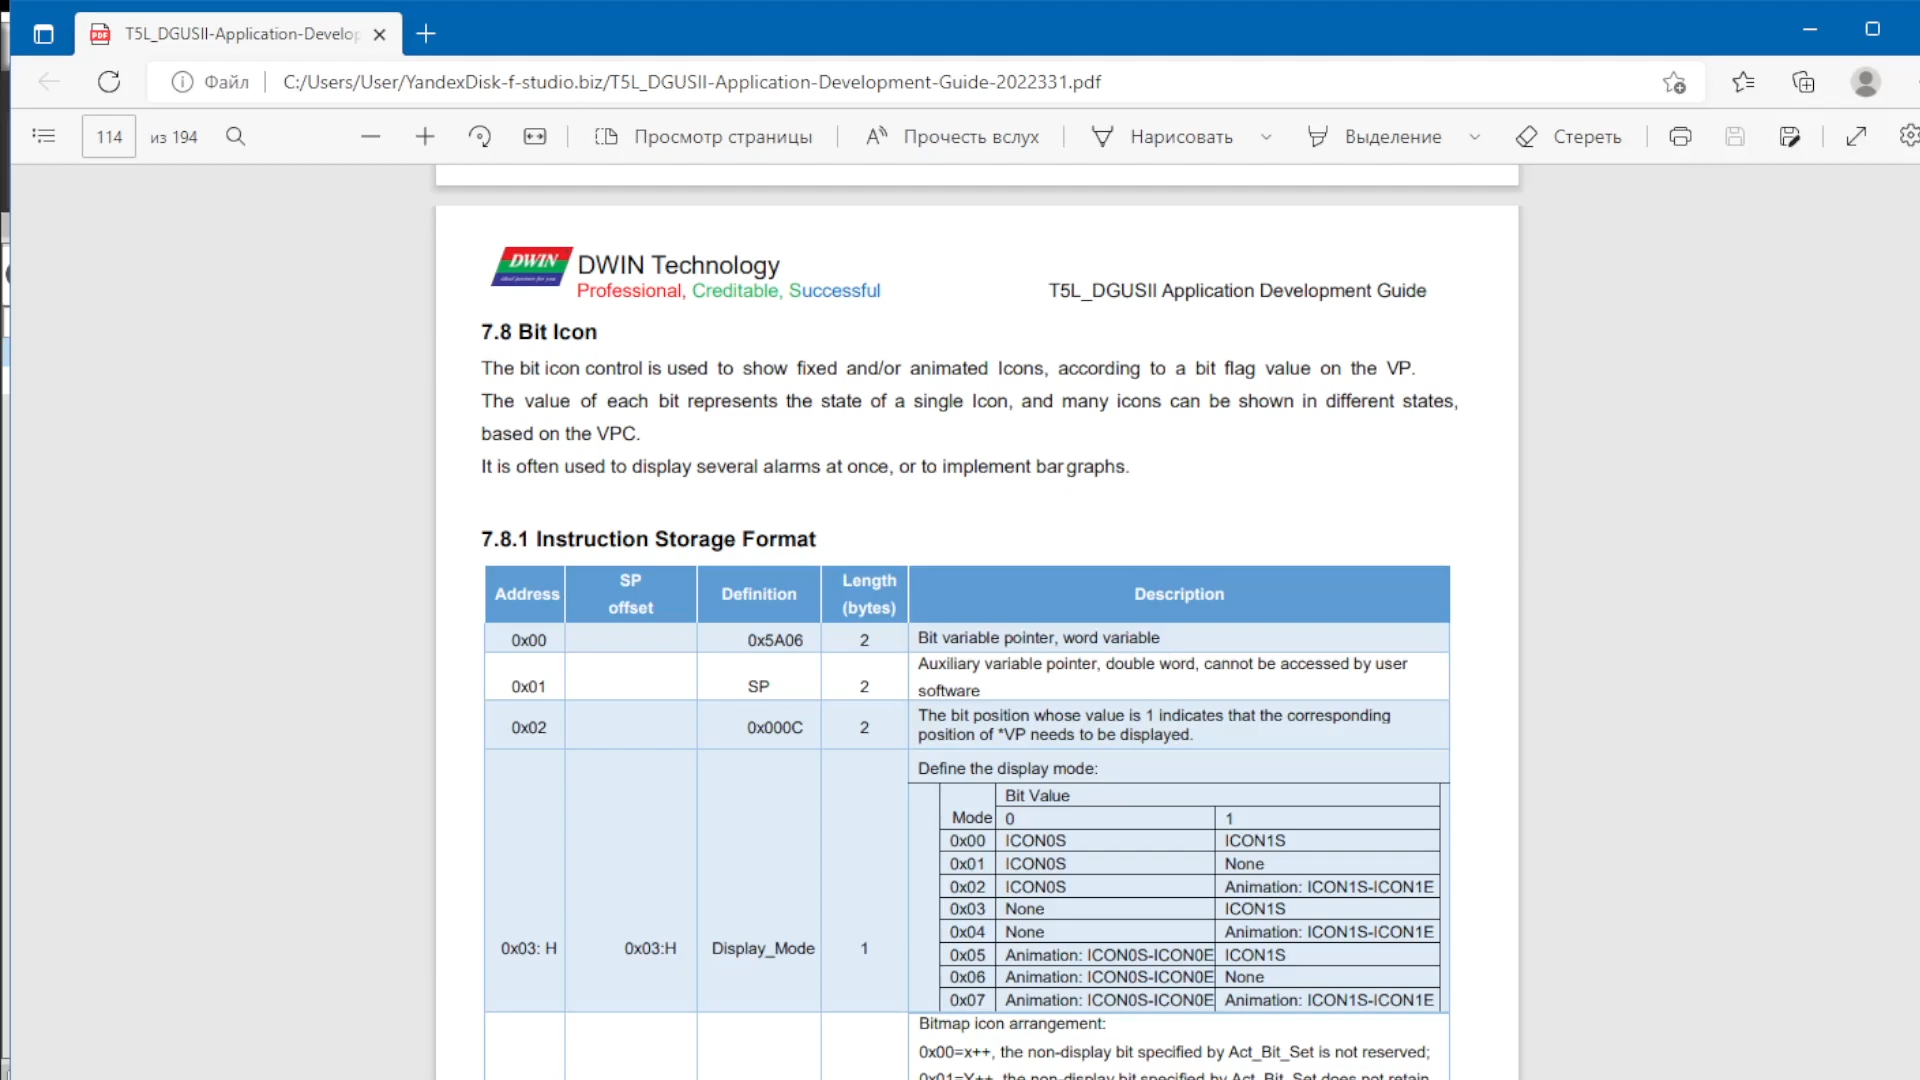 T5L_DGUSII-Application-Develop
Файл C:/Users/User/YandexDisk-f-studio.biz/T5L_DGUSII-Application-Development-Guide-2022331.pdf
114 из 194 Просмотр страницы Прочесть вслух Нарисовать Выделение Стереть
DWIN DWIN Technology
Professional, Creditable, Successful T5L_DGUSII Application Development Guide
7.8 Bit Icon
The bit icon control is used to show fixed and/or animated Icons, according to a bit flag value on the VP.
The value of each bit represents the state of a single Icon, and many icons can be shown in different states,
based on the VPC.
It is often used to display several alarms at once, or to implement bar graphs.
7.8.1 Instruction Storage Format
Address SP offset Definition Length (bytes) Description
0x00 0x5A06 2 Bit variable pointer, word variable
0x01 SP 2 Auxiliary variable pointer, double word, cannot be accessed by user
software
0x02 0x000C 2 The bit position whose value is 1 indicates that the corresponding
position of *VP needs to be displayed.
0x03: H 0x03:H Display_Mode 1 Define the display mode:
Bit Value
Mode 0 1
0x00 ICON0S ICON1S
0x01 ICON0S None
0x02 ICON0S Animation: ICON1S-ICON1E
0x03 None ICON1S
0x04 None Animation: ICON1S-ICON1E
0x05 Animation: ICON0S-ICON0E ICON1S
0x06 Animation: ICON0S-ICON0E None
0x07 Animation: ICON0S-ICON0E Animation: ICON1S-ICON1E
Bitmap icon arrangement:
0x00=x++, the non-display bit specified by Act_Bit_Set is not reserved;
0x01=Y++, the non-display bit specified by Act_Bit_Set does not retain